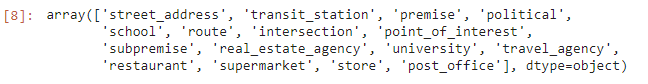 [8]: array(['street_address', 'transit_station', 'premise', 'political',
'school', 'route', 'intersection', 'point_of_interest',
'subpremise', 'real_estate_agency', 'university', 'travel_agency',
'restaurant', 'supermarket', 'store', 'post_office'], dtype=object)